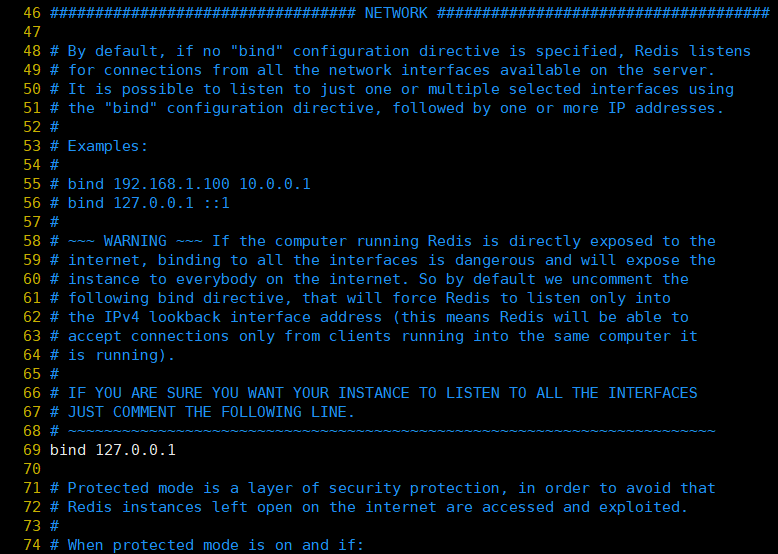 46 ################################## NETWORK #####################################
47
48 # By default, if no "bind" configuration directive is specified, Redis listens
49 # for connections from all the network interfaces available on the server.
50 # It is possible to listen to just one or multiple selected interfaces using
51 # the "bind" configuration directive, followed by one or more IP addresses.
52 #
53 # Examples:
54 #
55 # bind 192.168.1.100 10.0.0.1
56 # bind 127.0.0.1 ::1
57 #
58 # ~~~ WARNING ~~~ If the computer running Redis is directly exposed to the
59 # internet, binding to all the interfaces is dangerous and will expose the
60 # instance to everybody on the internet. So by default we uncomment the
61 # following bind directive, that will force Redis to listen only into
62 # the IPv4 lookback interface address (this means Redis will be able to
63 # accept connections only from clients running into the same computer it
64 # is running).
65 #
66 # IF YOU ARE SURE YOU WANT YOUR INSTANCE TO LISTEN TO ALL THE INTERFACES
67 # JUST COMMENT THE FOLLOWING LINE.
68 # ~~~~~~~~~~~~~~~~~~~~~~~~~~~~~~~~~~~~~~~~~~~~~~~~~~~~~~~~~~~~~~~~~~~~~~~~
69 bind 127.0.0.1
70
71 # Protected mode is a layer of security protection, in order to avoid that
72 # Redis instances left open on the internet are accessed and exploited.
73 #
74 # When protected mode is on and if: